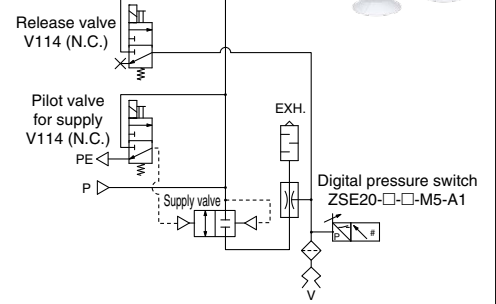 Release valve
V114 (N.C.)
Pilot valve
for supply
V114 (N.C.)
PE
P
Supply valve
EXH.
Digital pressure switch
ZSE20-□-□-M5-A1
P
#
V